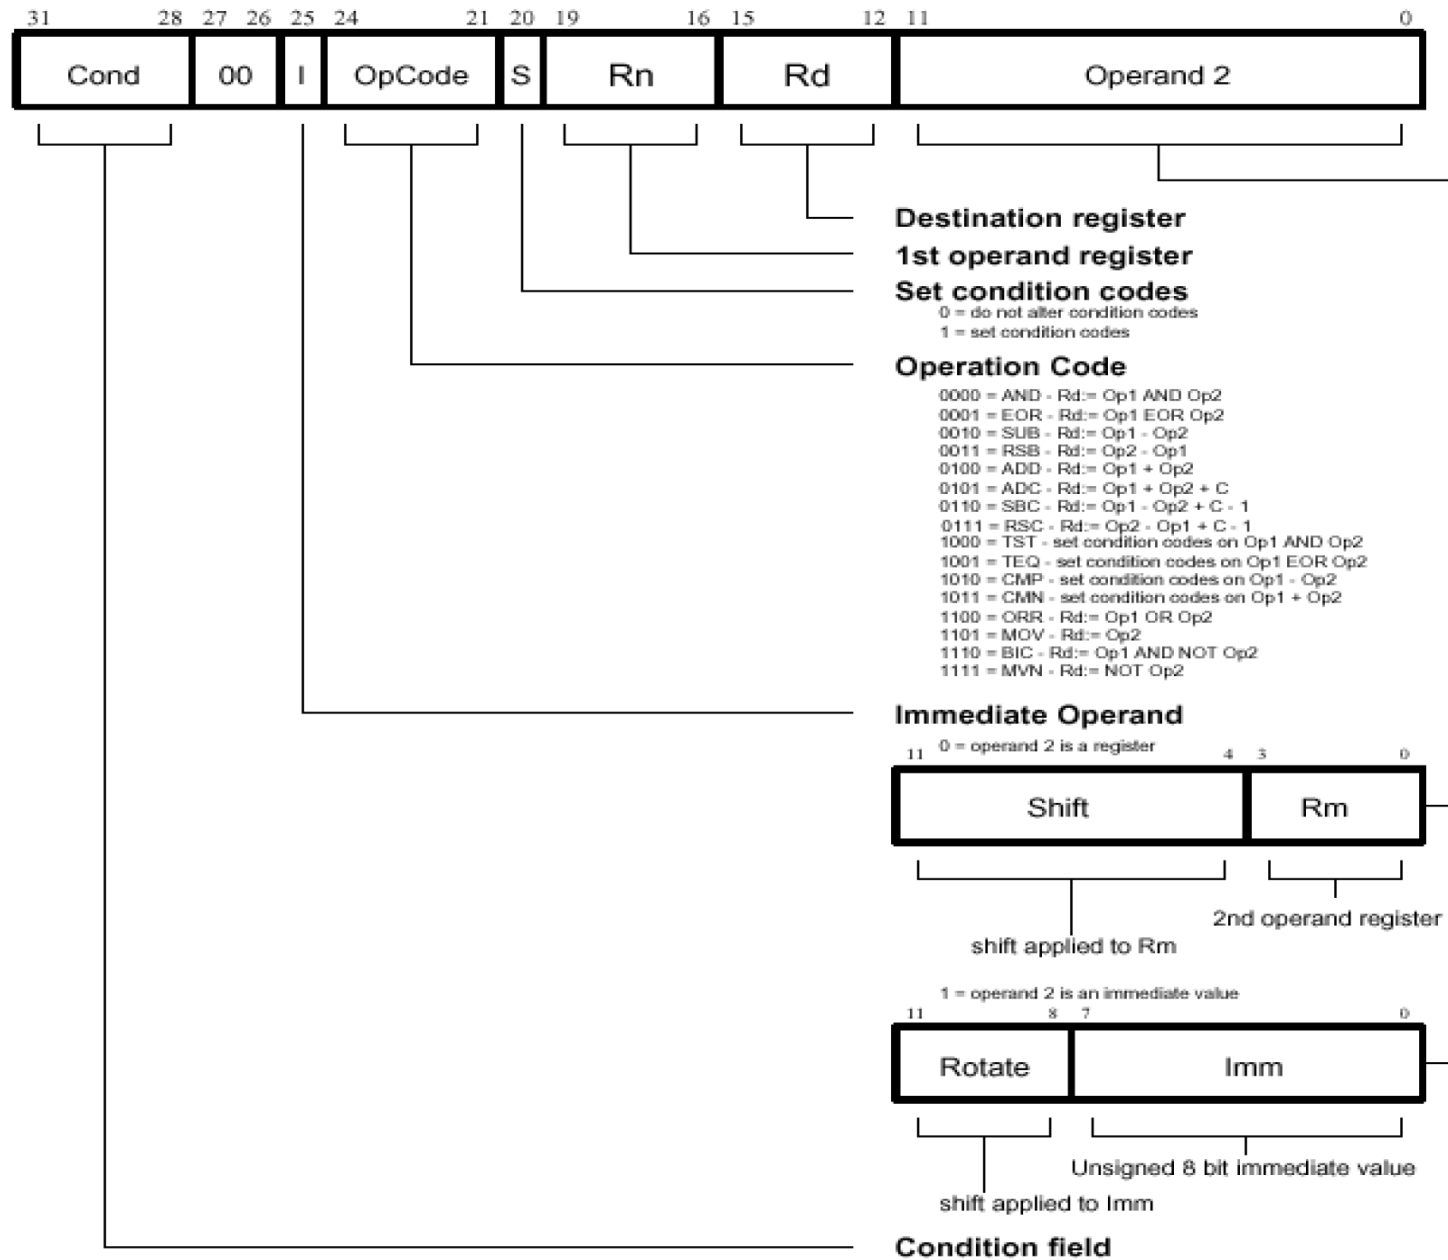 31 28 27 26 25 24 21 20 19 16 15 12 11 0
Cond 00 I OpCode S Rn Rd Operand 2
Destination register
1st operand register
Set condition codes
0 = do not alter condition codes
1 = set condition codes
Operation Code
0000 = AND - Rd:= Op1 AND Op2
0001 = EOR - Rd:= Op1 EOR Op2
0010 = SUB - Rd:= Op1 - Op2
0011 = RSB - Rd:= Op2 - Op1
0100 = ADD - Rd:= Op1 + Op2
0101 = ADC - Rd:= Op1 + Op2 + C
0110 = SBC - Rd:= Op1 - Op2 + C - 1
0111 = RSC - Rd:= Op2 - Op1 + C - 1
1000 = TST - set condition codes on Op1 AND Op2
1001 = TEQ - set condition codes on Op1 EOR Op2
1010 = CMP - set condition codes on Op1 - Op2
1011 = CMN - set condition codes on Op1 + Op2
1100 = ORR - Rd:= Op1 OR Op2
1101 = MOV - Rd:= Op2
1110 = BIC - Rd:= Op1 AND NOT Op2
1111 = MVN - Rd:= NOT Op2
Immediate Operand
0 = operand 2 is a register
11 4 3 0
Shift Rm
2nd operand register
shift applied to Rm
1 = operand 2 is an immediate value
11 8 7 0
Rotate Imm
Unsigned 8 bit immediate value
shift applied to Imm
Condition field